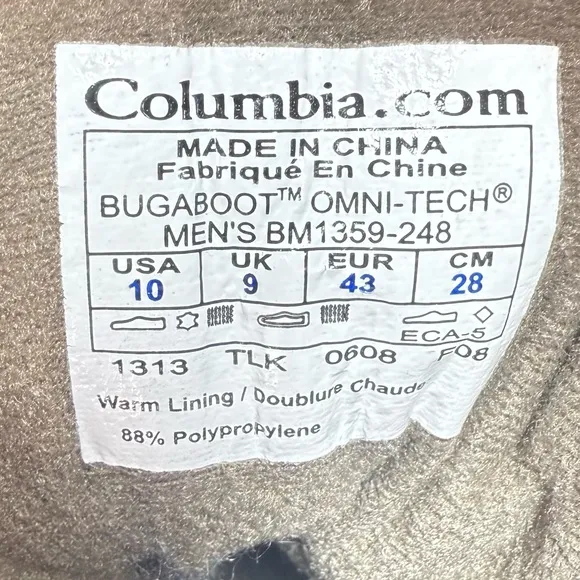 Columbia.com
MADE IN CHINA
Fabriqué En Chine
BUGABOOT™ OMNI-TECH®
MEN'S BM1359-248
USA UK EUR CM
10 9 43 28
ECA-5
1313 TLK 0608 F08
Warm Lining / Doublure Chaude
88% Polypropylene